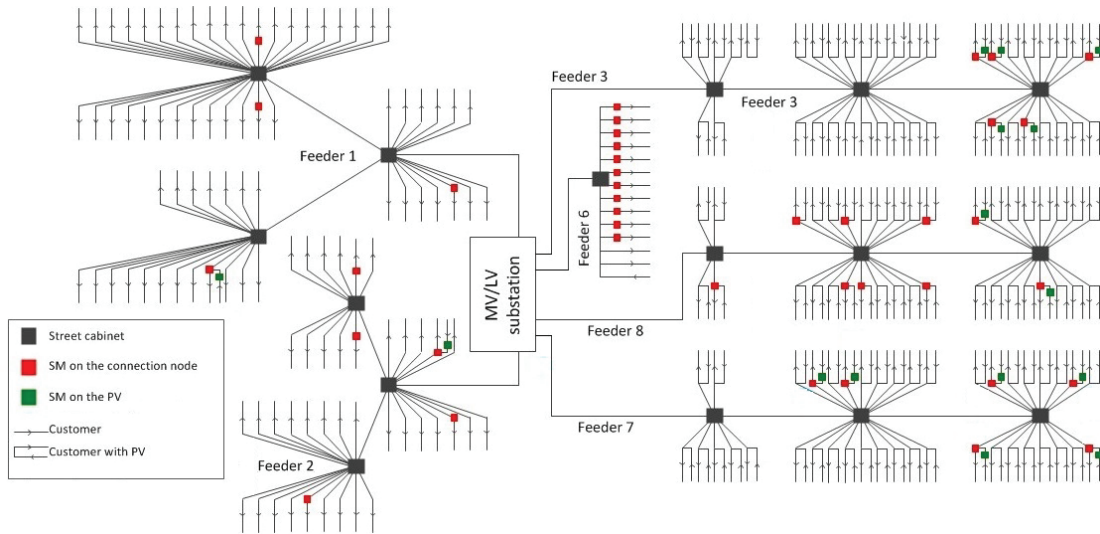 Feeder 3
Feeder 3
Feeder 1
Feeder 6
MV/LV
substation
Feeder 8
Street cabinet
SM on the connection node
SM on the PV
Customer
Customer with PV
Feeder 7
Feeder 2